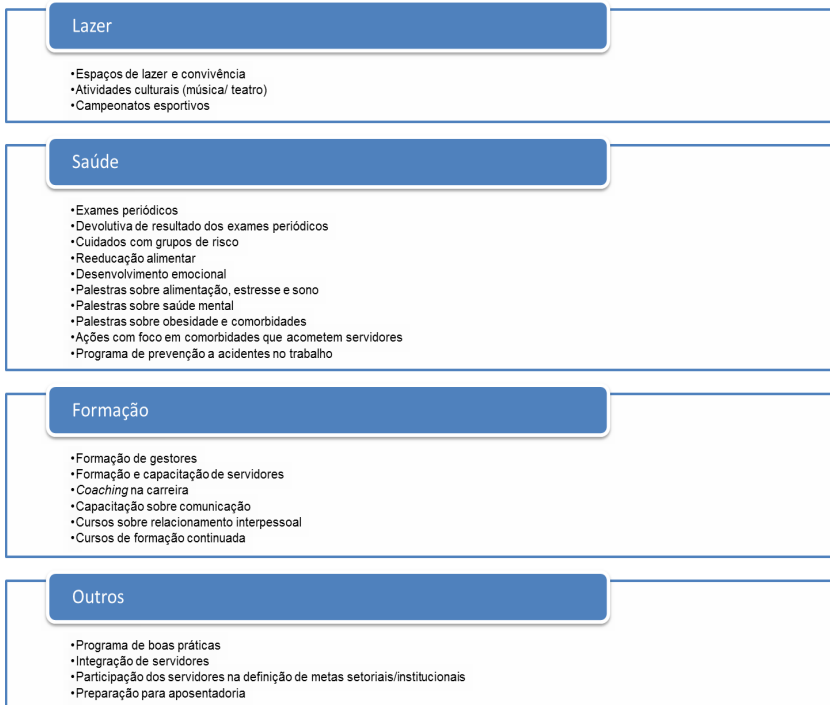 Lazer
•Espaços de lazer e convivência
•Atividades culturais (música/ teatro)
•Campeonatos esportivos
Saúde
•Exames periódicos
•Devolutiva de resultado dos exames periódicos
•Cuidados com grupos de risco
•Reeducação alimentar
•Desenvolvimento emocional
•Palestras sobre alimentação, estresse e sono
•Palestras sobre saúde mental
•Palestras sobre obesidade e comorbidades
•Ações com foco em comorbidades que acometem servidores
•Programa de prevenção a acidentes no trabalho
Formação
•Formação de gestores
•Formação e capacitação de servidores
•Coaching na carreira
•Capacitação sobre comunicação
•Cursos sobre relacionamento interpessoal
•Cursos de formação continuada
Outros
•Programa de boas práticas
•Integração de servidores
•Participação dos servidores na definição de metas setoriais/institucionais
•Preparação para aposentadoria